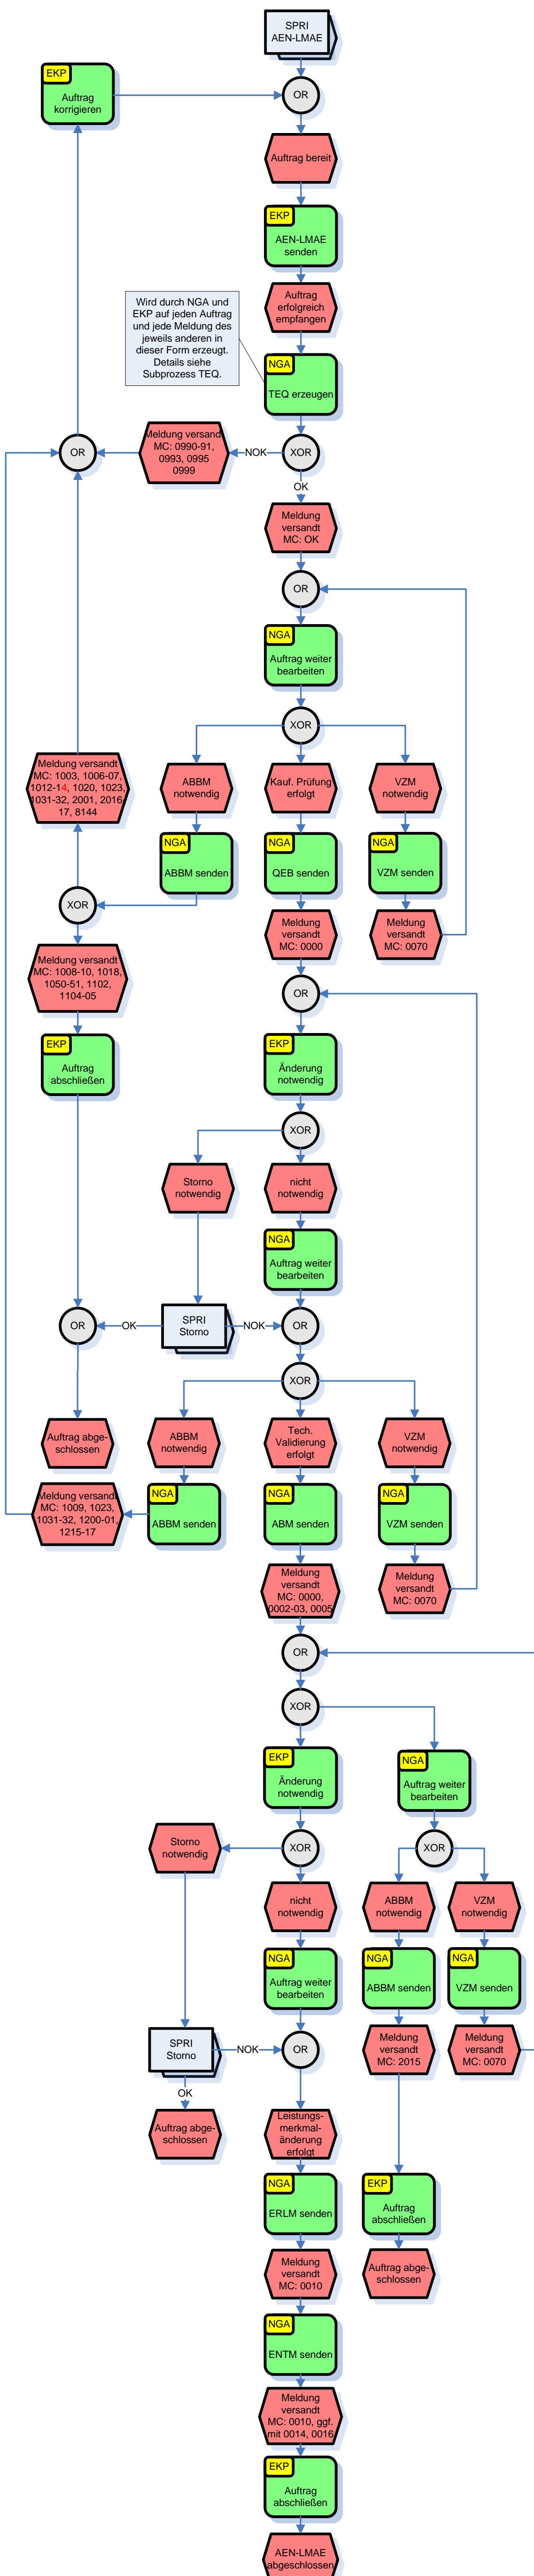 SPRI
AEN-LMAE
EKP
Auftrag
korrigieren
OR
Auftrag bereit
EKP
AEN-LMAE
senden
Auftrag
erfolgreich
empfangen
Wird durch NGA und
EKP auf jeden Auftrag
und jede Meldung des
jeweils anderen in
dieser Form erzeugt.
Details siehe
Subprozess TEQ.
NGA
TEQ erzeugen
OR
Meldung versandt
MC: 0990-91,
0993, 0995
0999
NOK
XOR
OK
Meldung
versandt
MC: OK
OR
NGA
Auftrag weiter
bearbeiten
XOR
Meldung versandt
MC: 1003, 1006-07,
1012-14, 1020, 1023,
1031-32, 2001, 2016-
17, 8144
ABBM
notwendig
Kauf. Prüfung
erfolgt
VZM
notwendig
NGA
ABBM senden
NGA
QEB senden
NGA
VZM senden
XOR
Meldung
versandt
MC: 0000
Meldung
versandt
MC: 0070
Meldung versandt
MC: 1008-10, 1018,
1050-51, 1102,
1104-05
OR
EKP
Auftrag
abschließen
EKP
Änderung
notwendig
XOR
Storno
notwendig
nicht
notwendig
NGA
Auftrag weiter
bearbeiten
OR
OK
SPRI
Storno
NOK
OR
XOR
Auftrag abge-
schlossen
ABBM
notwendig
Tech.
Validierung
erfolgt
VZM
notwendig
Meldung versandt
MC: 1009, 1023,
1031-32, 1200-01,
1215-17
NGA
ABBM senden
NGA
ABM senden
NGA
VZM senden
Meldung
versandt
MC: 0000,
0002-03, 0005
Meldung
versandt
MC: 0070
OR
XOR
EKP
Änderung
notwendig
NGA
Auftrag weiter
bearbeiten
Storno
notwendig
XOR
XOR
nicht
notwendig
ABBM
notwendig
VZM
notwendig
NGA
Auftrag weiter
bearbeiten
NGA
ABBM senden
NGA
VZM senden
SPRI
Storno
NOK
OR
Meldung
versandt
MC: 2015
Meldung
versandt
MC: 0070
OK
Auftrag abge-
schlossen
Leistungs-
merkmal-
änderung
erfolgt
NGA
ERLM senden
EKP
Auftrag
abschließen
Meldung
versandt
MC: 0010
Auftrag abge-
schlossen
NGA
ENTM senden
Meldung
versandt
MC: 0010, ggf.
mit 0014, 0016
EKP
Auftrag
abschließen
AEN-LMAE
abgeschlossen